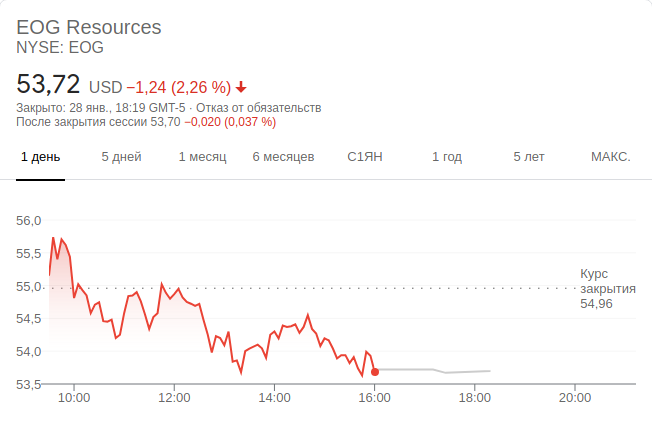 EOG Resources
NYSE: EOG
53,72 USD −1,24 (2,26 %)
Закрыто: 28 янв., 18:19 GMT-5 · Отказ от обязательств
После закрытия сессии 53,70 −0,020 (0,037 %)
1 день 5 дней 1 месяц 6 месяцев С1ЯН 1 год 5 лет МАКС.
56,0
55,5
55,0
54,5
54,0
53,5
Курс
закрытия
54,96
10:00 12:00 14:00 16:00 18:00 20:00